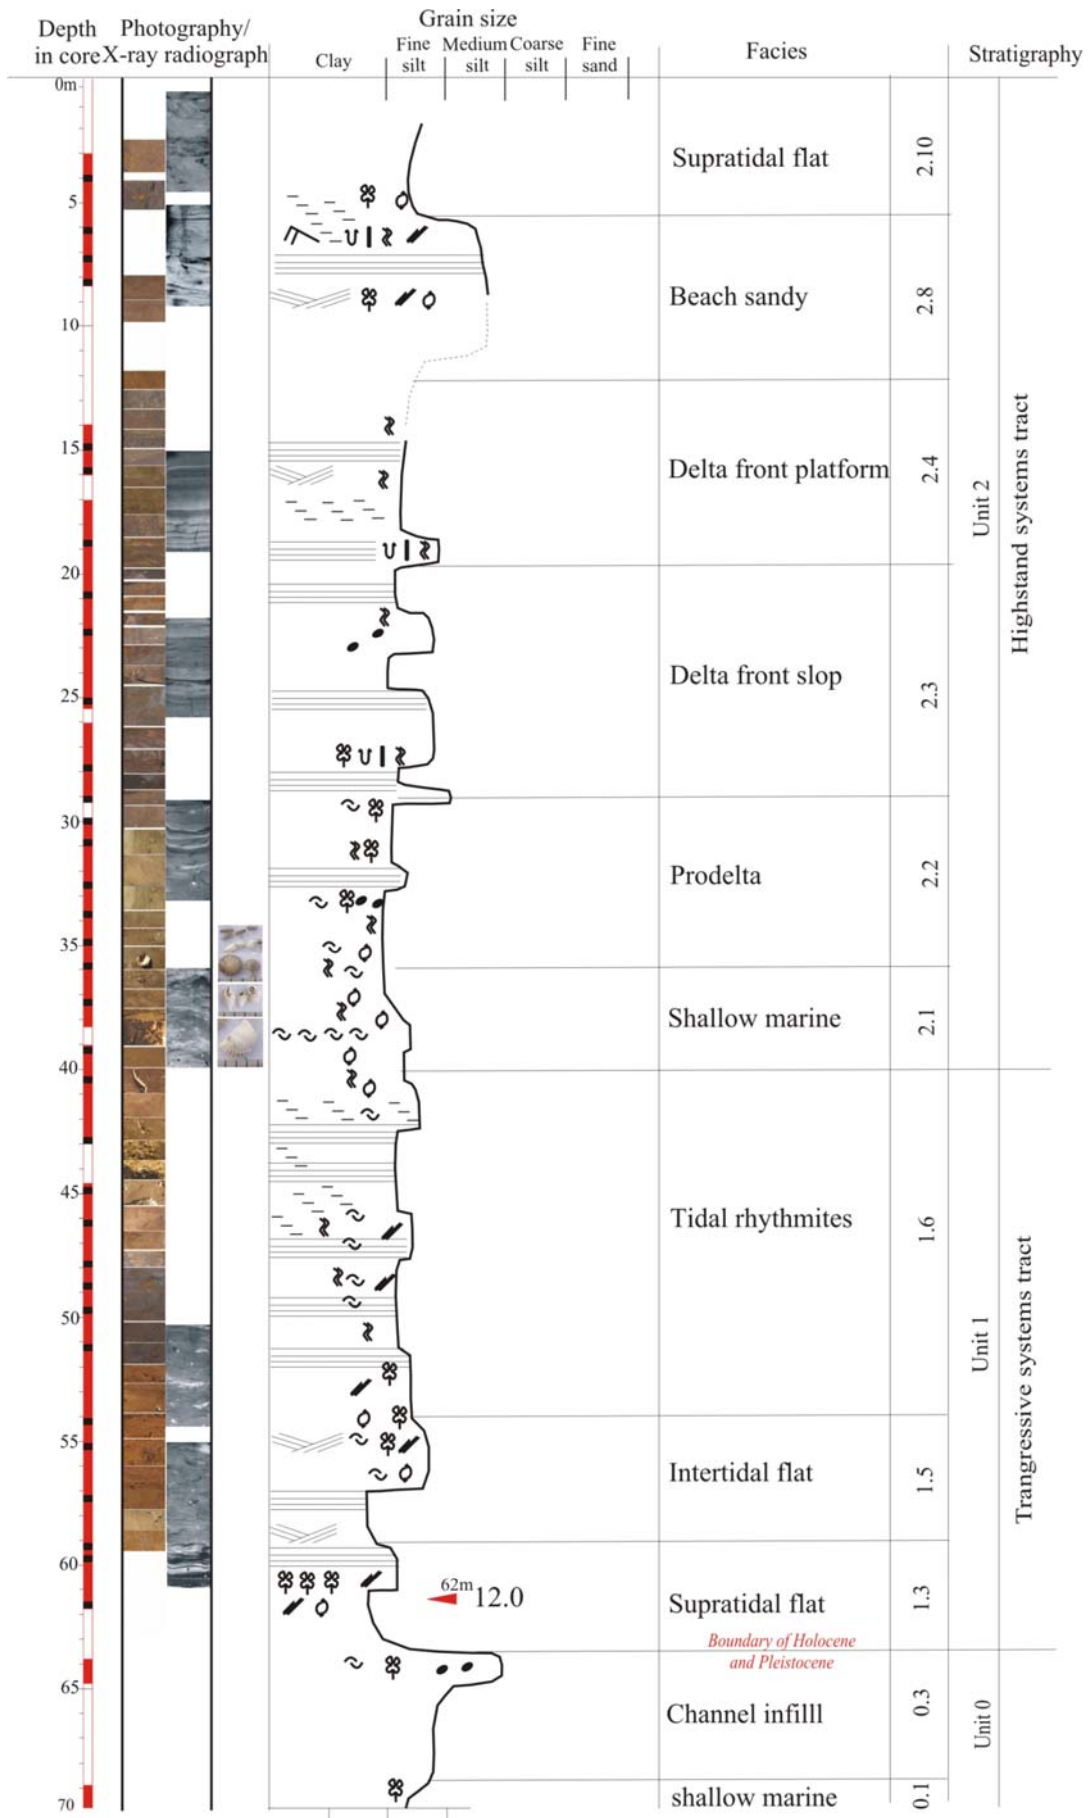 Depth
in core
Photography/
X-ray radiograph
Grain size
Clay
Fine
silt
Medium
silt
Coarse
silt
Fine
sand
Facies
Stratigraphy
0m
5
10
15
20
25
30
35
40
45
50
55
60
65
70
Supratidal flat
2.10
Beach sandy
2.8
Delta front platform
2.4
Delta front slop
2.3
Prodelta
2.2
Shallow marine
2.1
Tidal rhythmites
1.6
Intertidal flat
1.5
62m
12.0
Supratidal flat
1.3
Boundary of Holocene
and Pleistocene
Channel infilll
0.3
shallow marine
0.1
Unit 2
Highstand systems tract
Unit 1
Trangressive systems tract
Unit 0